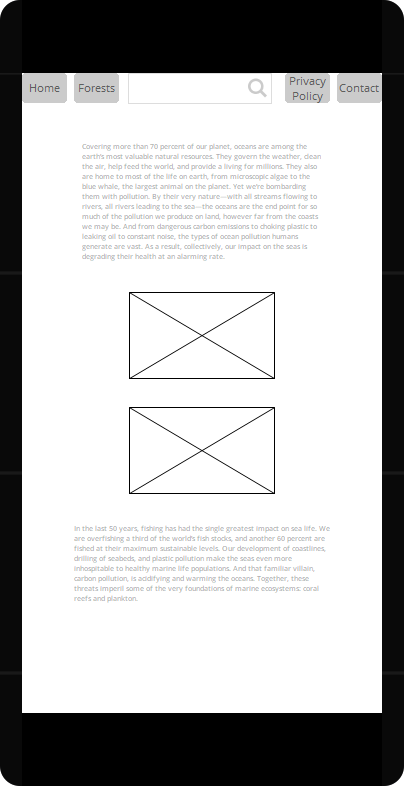 Home
Forests
Privacy
Policy
Contact
Covering more than 70 percent of our planet, oceans are among the
earth's most valuable natural resources. They govern the weather, clean
the air, help feed the world, and provide a living for millions. They also
are home to most of the life on earth, from microscopic algae to the
blue whale, the largest animal on the planet. Yet we're bombarding
them with pollution. By their very nature—with all streams flowing to
rivers, all rivers leading to the sea—the oceans are the end point for so
much of the pollution we produce on land, however far from the coasts
we may be. And from dangerous carbon emissions to choking plastic to
leaking oil to constant noise, the types of ocean pollution humans
generate are vast. As a result, collectively, our impact on the seas is
degrading their health at an alarming rate.
In the last 50 years, fishing has had the single greatest impact on sea life. We
are overfishing a third of the world's fish stocks, and another 60 percent are
fished at their maximum sustainable levels. Our development of coastlines,
drilling of seabeds, and plastic pollution make the seas even more
inhospitable to healthy marine life populations. And that familiar villain,
carbon pollution, is acidifying and warming the oceans. Together, these
threats imperil some of the very foundations of marine ecosystems: coral
reefs and plankton.